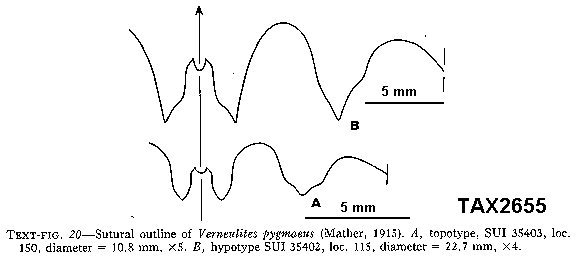 A
5 mm
B
A
5 mm
TAX2655
TEXT-FIG. 20—Sutural outline of Verneulites pygmaeus (Mather, 1915). A, topotype, SUI 35403, loc.
150, diameter = 10.8 mm, ×5. B, hypotype SUI 35402, loc. 115, diameter = 22.7 mm, ×4.